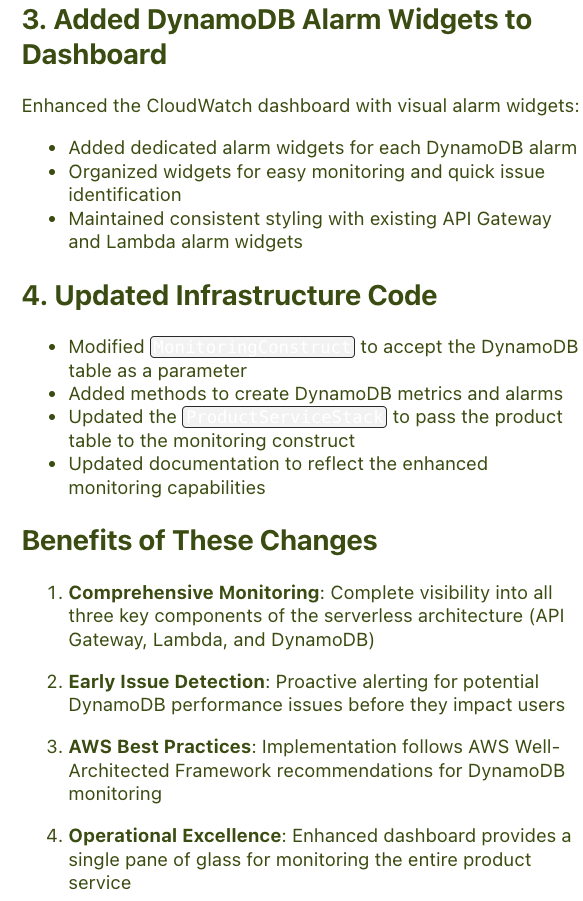 3. Added DynamoDB Alarm Widgets to
Dashboard
Enhanced the CloudWatch dashboard with visual alarm widgets:
• Added dedicated alarm widgets for each DynamoDB alarm
• Organized widgets for easy monitoring and quick issue
identification
• Maintained consistent styling with existing API Gateway
and Lambda alarm widgets
4. Updated Infrastructure Code
• Modified MonitoringConstruct to accept the DynamoDB
table as a parameter
• Added methods to create DynamoDB metrics and alarms
• Updated the ProductServiceStack to pass the product
table to the monitoring construct
• Updated documentation to reflect the enhanced
monitoring capabilities
Benefits of These Changes
1. Comprehensive Monitoring: Complete visibility into all
three key components of the serverless architecture (API
Gateway, Lambda, and DynamoDB)
2. Early Issue Detection: Proactive alerting for potential
DynamoDB performance issues before they impact users
3. AWS Best Practices: Implementation follows AWS Well-
Architected Framework recommendations for DynamoDB
monitoring
4. Operational Excellence: Enhanced dashboard provides a
single pane of glass for monitoring the entire product
service